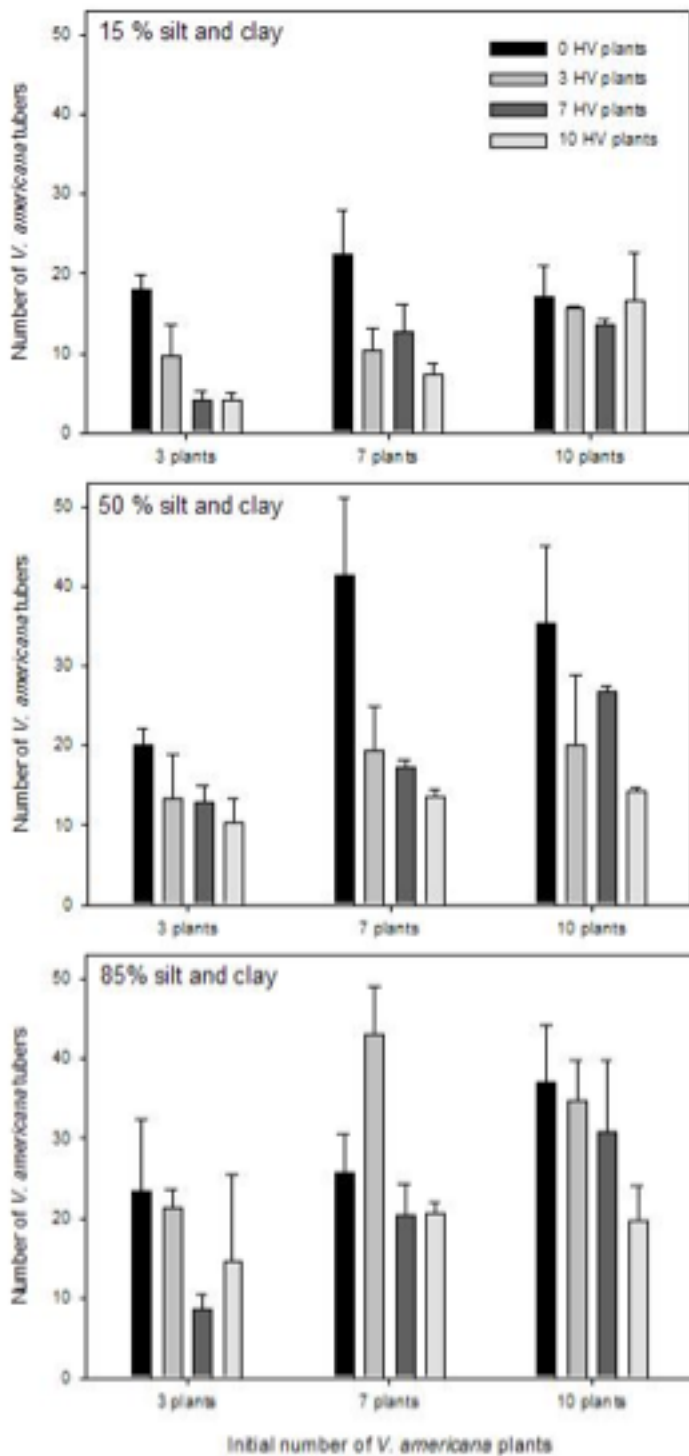 15 % silt and clay
0 HV plants
3 HV plants
7 HV plants
10 HV plants
Number of V. americana tubers
50
40
30
20
10
0
3 plants
7 plants
10 plants
50 % silt and clay
Number of V. americana tubers
50
40
30
20
10
0
3 plants
7 plants
10 plants
85% silt and clay
Number of V. americana tubers
50
40
30
20
10
0
3 plants
7 plants
10 plants
Initial number of V. americana plants